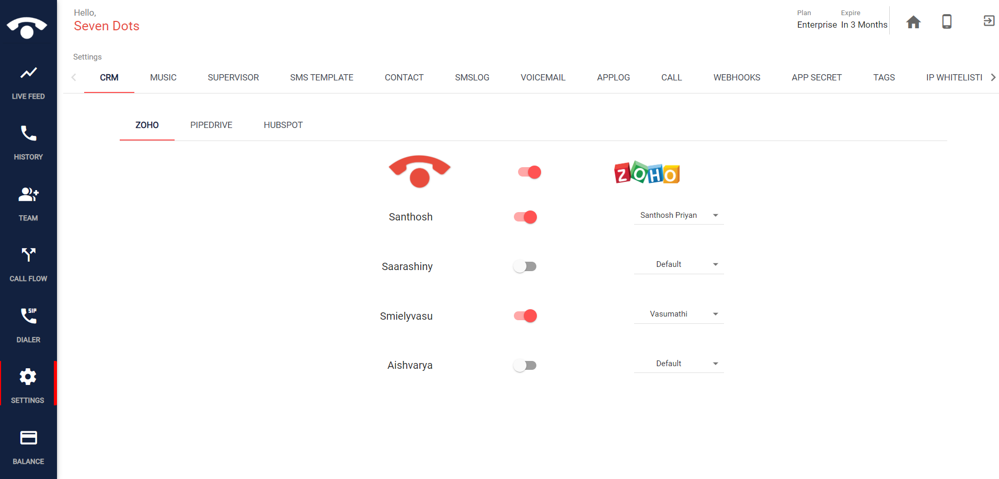 Hello,
Seven Dots
Plan
Enterprise
Expire
In 3 Months
Settings
CRM MUSIC SUPERVISOR SMS TEMPLATE CONTACT SMSLOG VOICEMAIL APPLOG CALL WEBHOOKS APP SECRET TAGS IP WHITELISTI
LIVE FEED
HISTORY
TEAM
CALL FLOW
SIP
DIALER
SETTINGS
BALANCE
ZOHO PIPEDRIVE HUBSPOT
ZOHO
Santhosh Santhosh Priyan
Saarashiny Default
Smielyvasu Vasumathi
Aishvarya Default